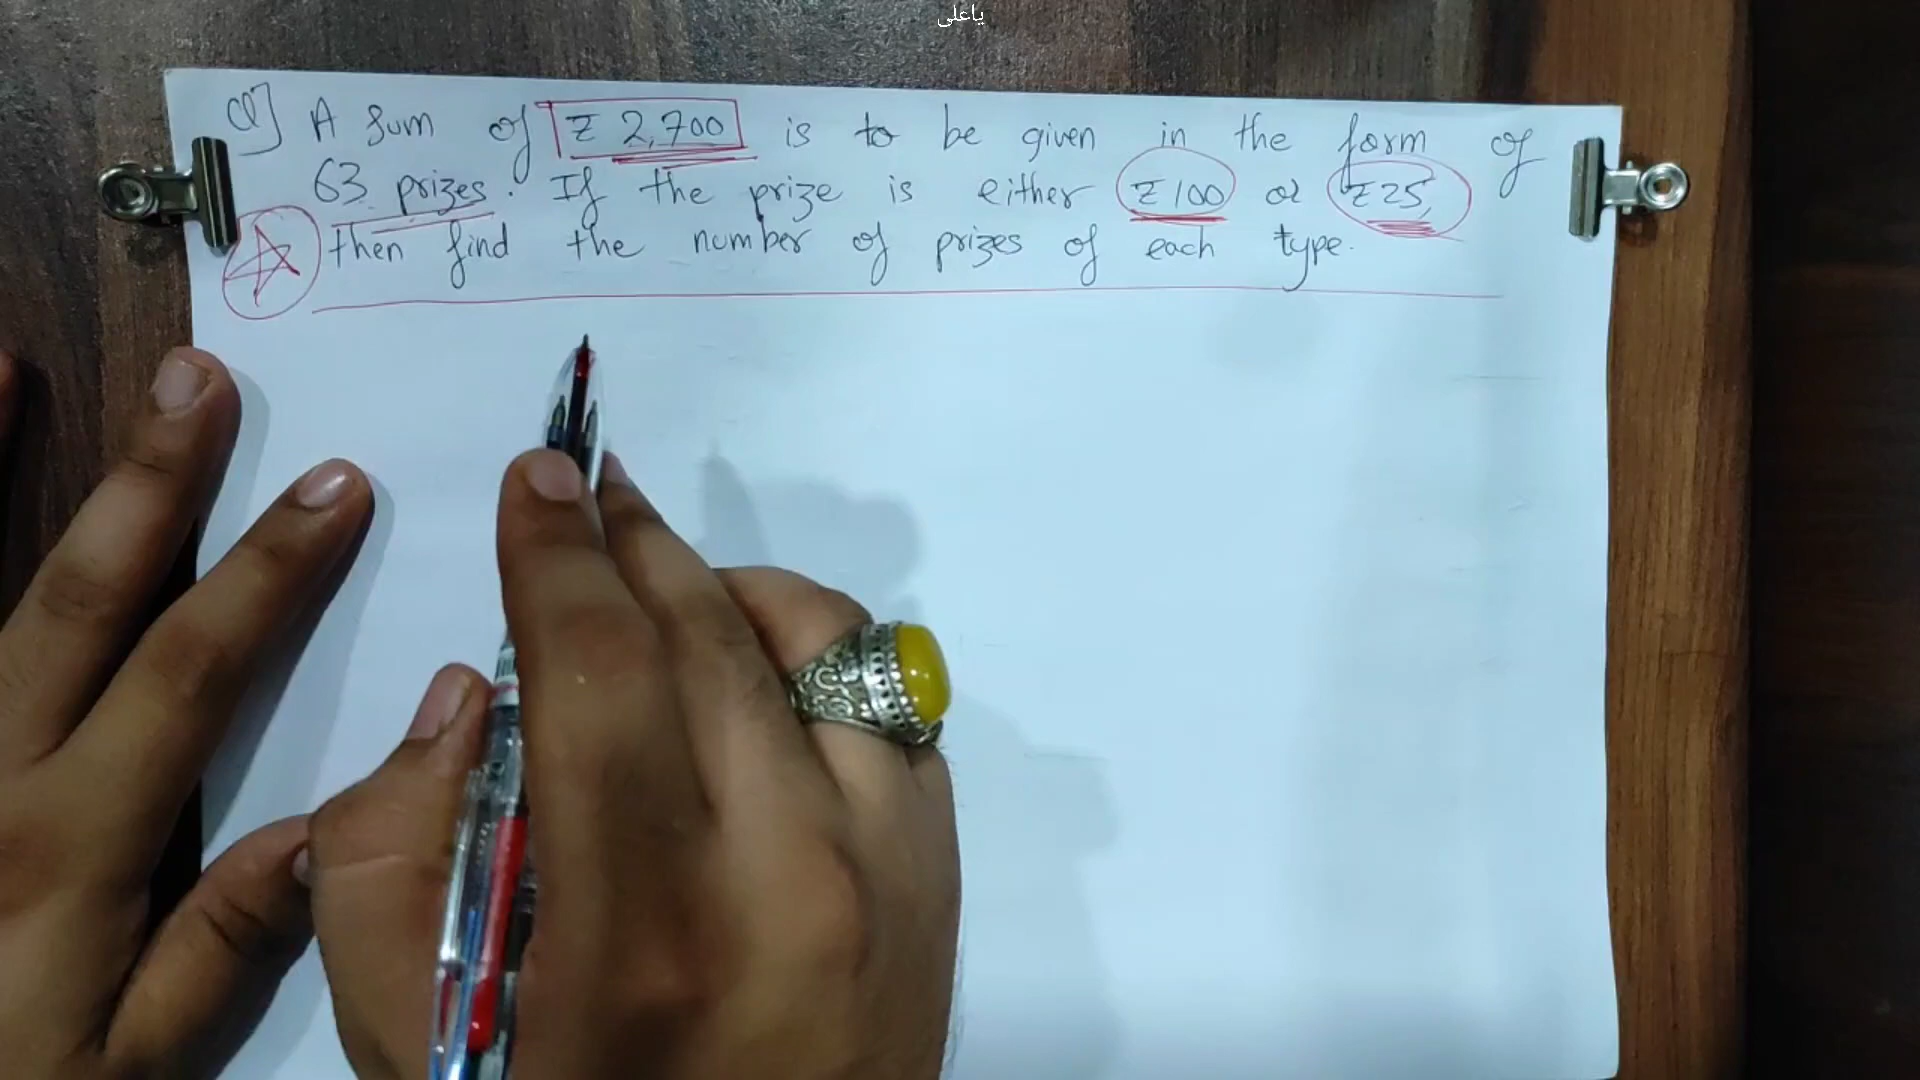 ياعلى
Q] A sum of ₹ 2,700 is to be given in the form of
63 prizes. If the prize is either ₹ 100 or ₹ 25,
then find the number of prizes of each type.